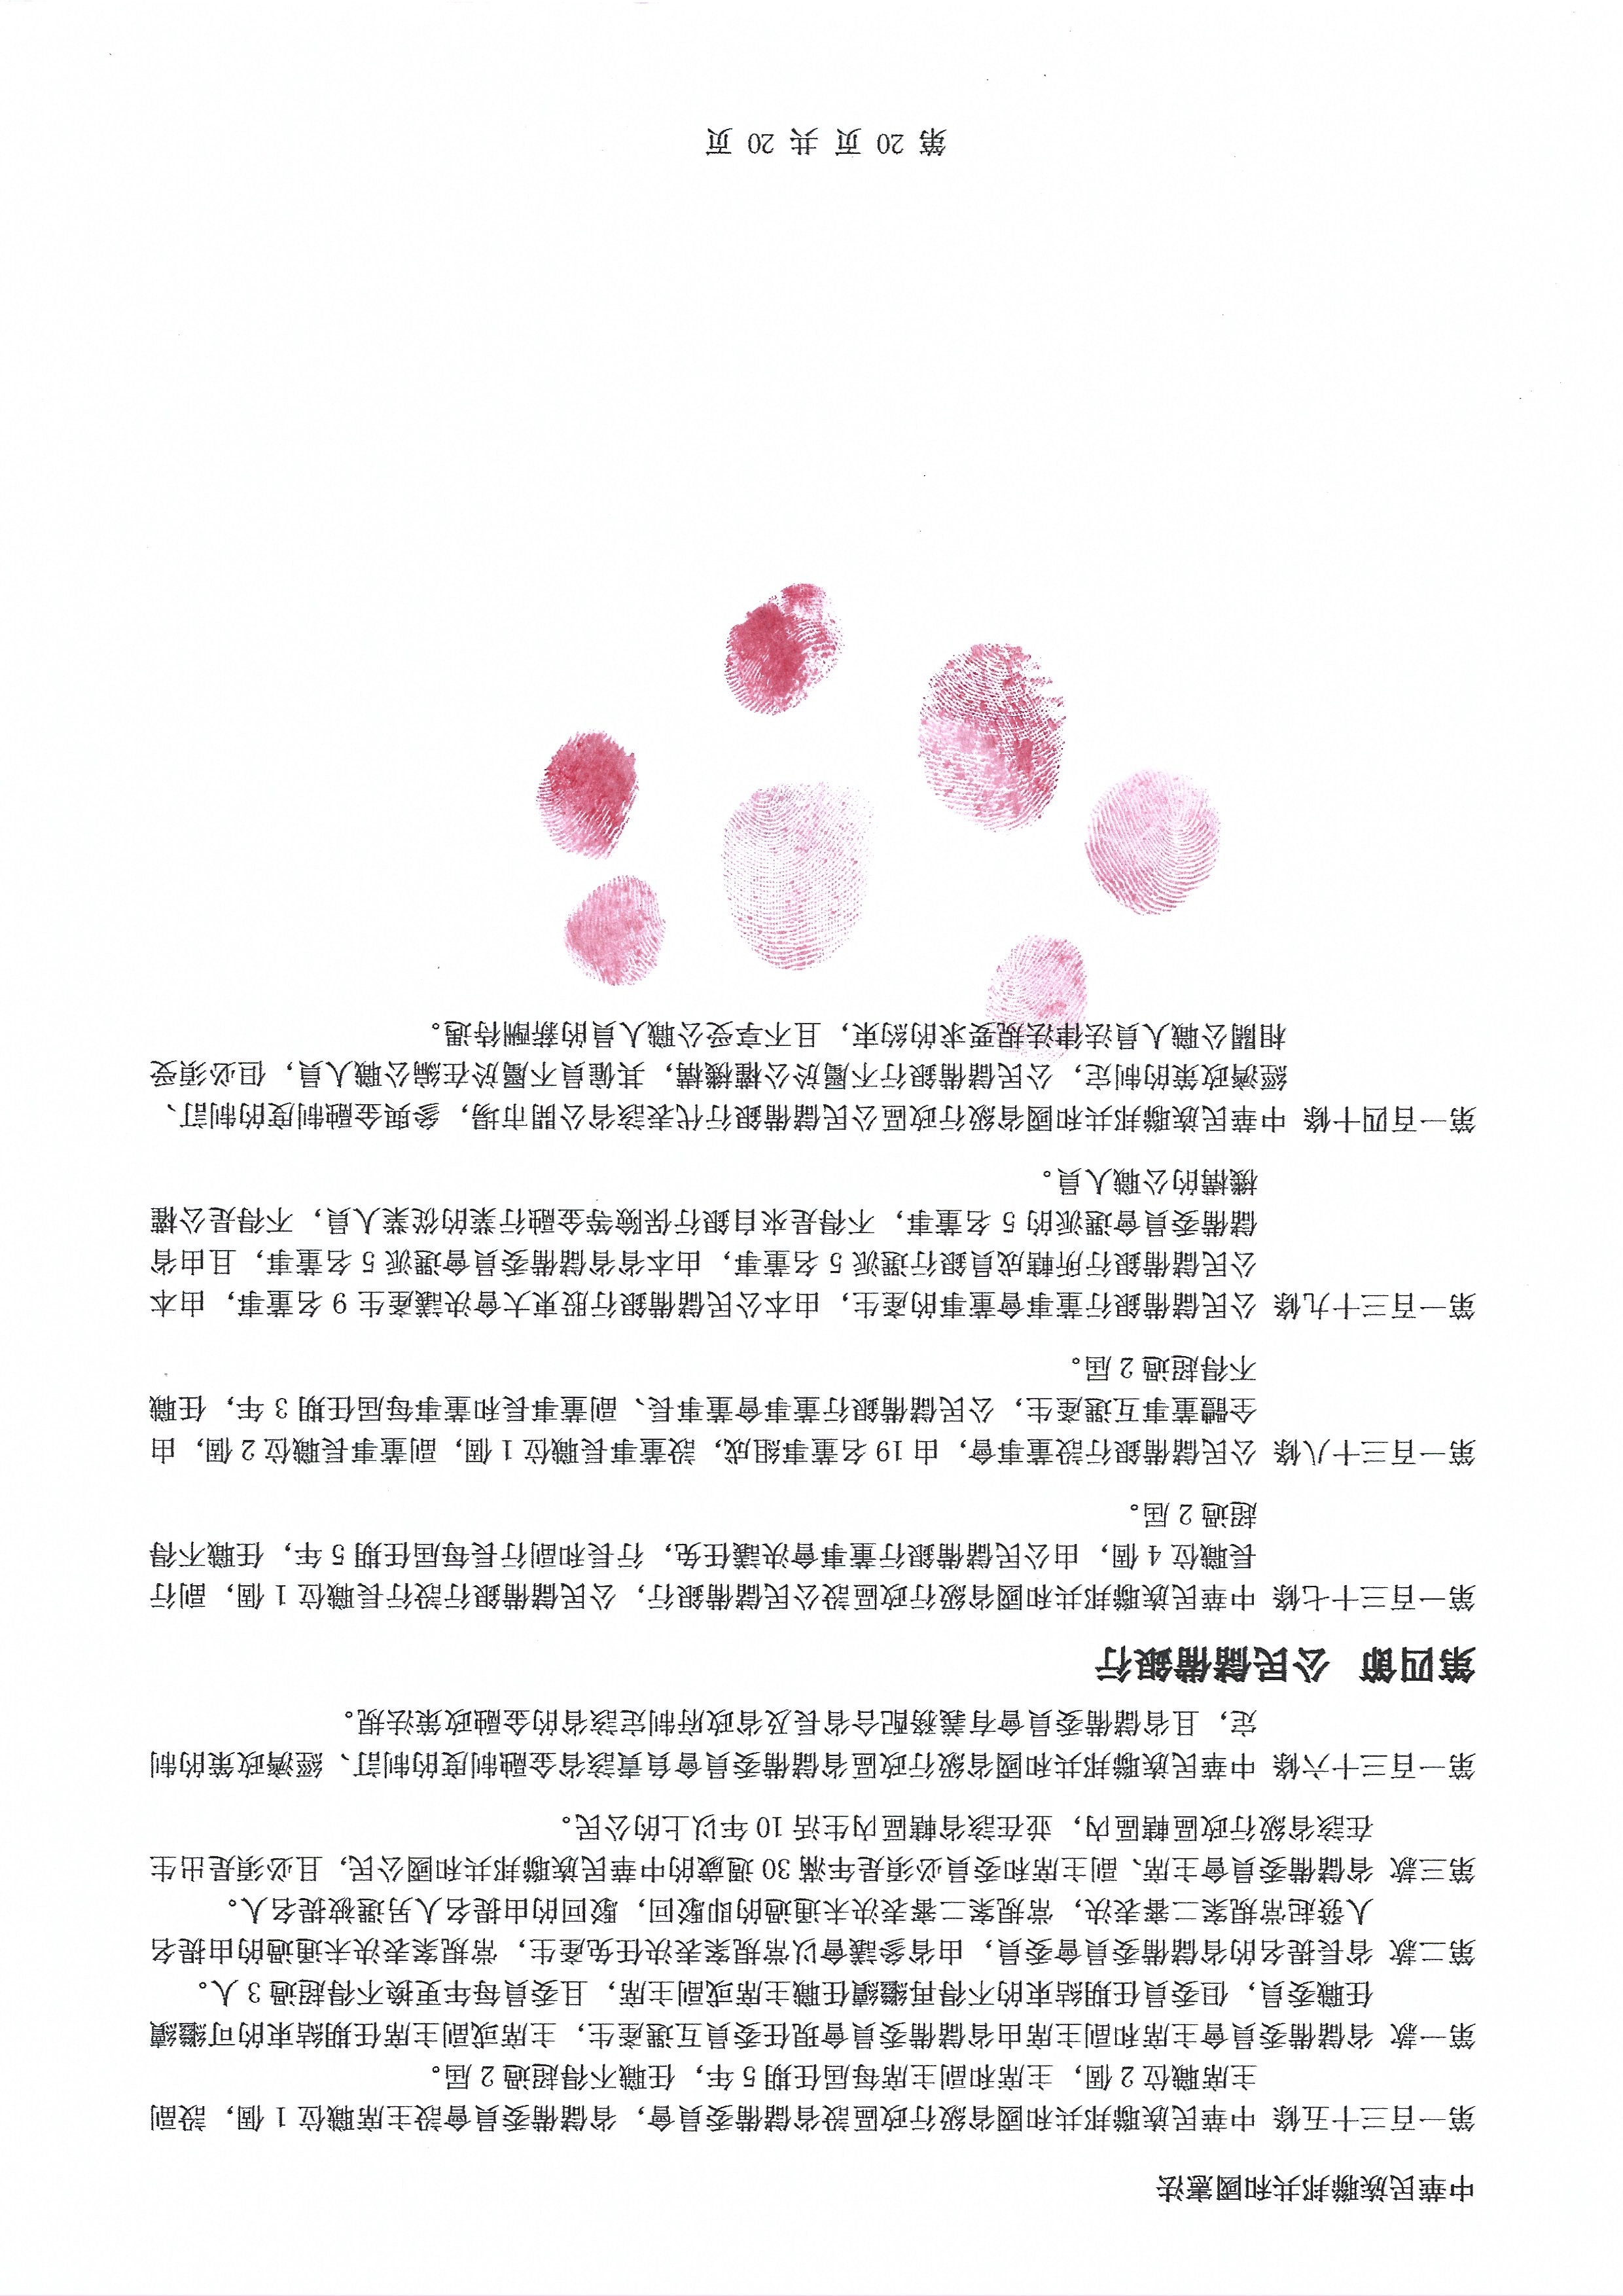 中華民族聯邦共和國憲法
第一百三十五條 中華民族聯邦共和國省級行政區設省儲備委員會，省儲備委員會設主席職位 1 個，設副
主席職位 2 個，主席和副主席每屆任期 5 年，任職不得超過 2 屆。
第一款 省儲備委員會主席和副主席由省儲備委員會現任委員互選產生，主席或副主席任期結束的可繼續
任職委員，但委員任期結束的不得再繼續任職主席或副主席，且委員每年更換不得超過 3 人。
第二款 省長提名的省儲備委員會委員，由省參議會以常規案表決任免產生，常規案表決未通過的由提名
人發起常規案二審表決，常規案二審表決未通過的即駁回，駁回的由提名人另選被提名人。
第三款 省儲備委員會主席、副主席和委員必須是年滿 30 週歲的中華民族聯邦共和國公民，且必須是出生
在該省級行政區轄區內，並在該省轄區內生活 10 年以上的公民。
第一百三十六條 中華民族聯邦共和國省級行政區省儲備委員會負責該省金融制度的制訂、經濟政策的制
定，且省儲備委員會有義務配合省長及省政府制定該省的金融政策法規。
第四節 公民儲備銀行
第一百三十七條 中華民族聯邦共和國省級行政區設公民儲備銀行，公民儲備銀行設行長職位 1 個，副行
長職位 4 個，由公民儲備銀行董事會決議任免，行長和副行長每屆任期 5 年，任職不得
超過 2 屆。
第一百三十八條 公民儲備銀行設董事會，由 19 名董事組成，設董事長職位 1 個，副董事長職位 2 個，由
全體董事互選產生，公民儲備銀行董事會董事長、副董事長和董事每屆任期 3 年，任職
不得超過 2 屆。
第一百三十九條 公民儲備銀行董事會董事的產生，由本公民儲備銀行股東大會決議產生 9 名董事，由本
公民儲備銀行所轄成員銀行選派 5 名董事，由本省省儲備委員會選派 5 名董事，且由省
儲備委員會選派的 5 名董事，不得是來自銀行保險等金融行業的從業人員，不得是公權
機構的公職人員。
第一百四十條 中華民族聯邦共和國省級行政區公民儲備銀行代表該省公開市場，參與金融制度的制訂、
經濟政策的制定，公民儲備銀行不屬於公權機構，其僱員不屬於在編公職人員，但必須受
相關公職人員法律法規要求的約束，且不享受公職人員的薪酬待遇。
第 20 页 共 20 页